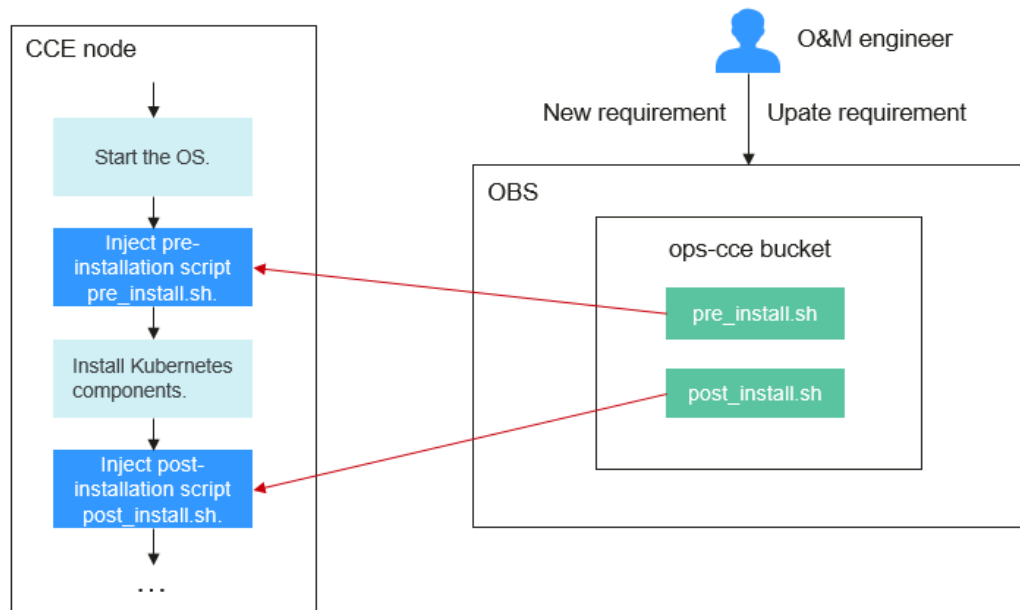 CCE node
Start the OS.
Inject pre-
installation script
pre_install.sh.
Install Kubernetes
components.
Inject post-
installation script
post_install.sh.
...
O&M engineer
New requirement
Upate requirement
OBS
ops-cce bucket
pre_install.sh
post_install.sh